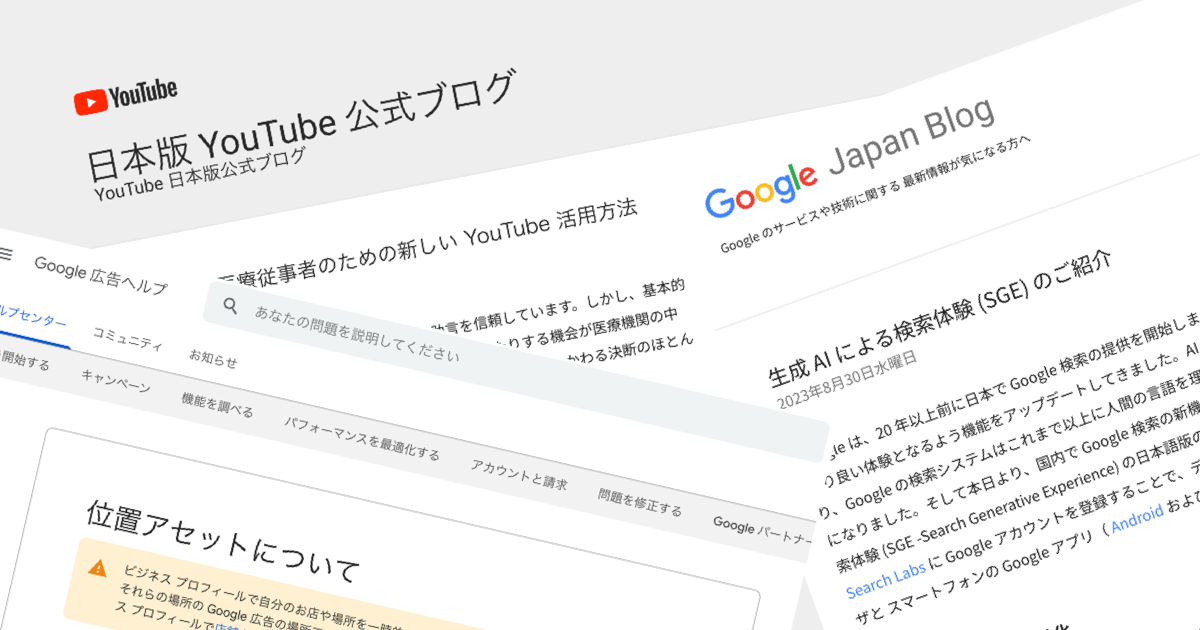 YouTube
日本版 YouTube 公式ブログ
YouTube 日本版公式ブログ
医療従事者のための新しい YouTube 活用方法
助言を信頼しています。しかし、基本的
りする機会が医療機関の中
かわる決断のほとん
Google Japan Blog
Google のサービスや技術に関する 最新情報が気になる方へ
生成 AI による検索体験 (SGE) のご紹介
2023年8月30日水曜日
gle は、20 年以上前に日本で Google 検索の提供を開始しま
り良い体験となるよう機能をアップデートしてきました。AI
り、Google の検索システムはこれまで以上に人間の言語を理
になりました。そして本日より、国内で Google 検索の新機
索体験 (SGE -Search Generative Experience) の日本語版の
Search Labs に Google アカウントを登録することで、デ
ザと スマートフォンの Google アプリ（ Android およ
Google 広告ヘルプ
あなたの問題を説明してください
ルプセンター
コミュニティ
お知らせ
開始する
キャンペーン
機能を調べる
パフォーマンスを最適化する
アカウントと請求
問題を修正する
Google パートナー
位置アセットについて
ビジネス プロフィールで自分のお店や場所を一時的
それらの場所の Google 広告の場所
ス プロフィールで店舗